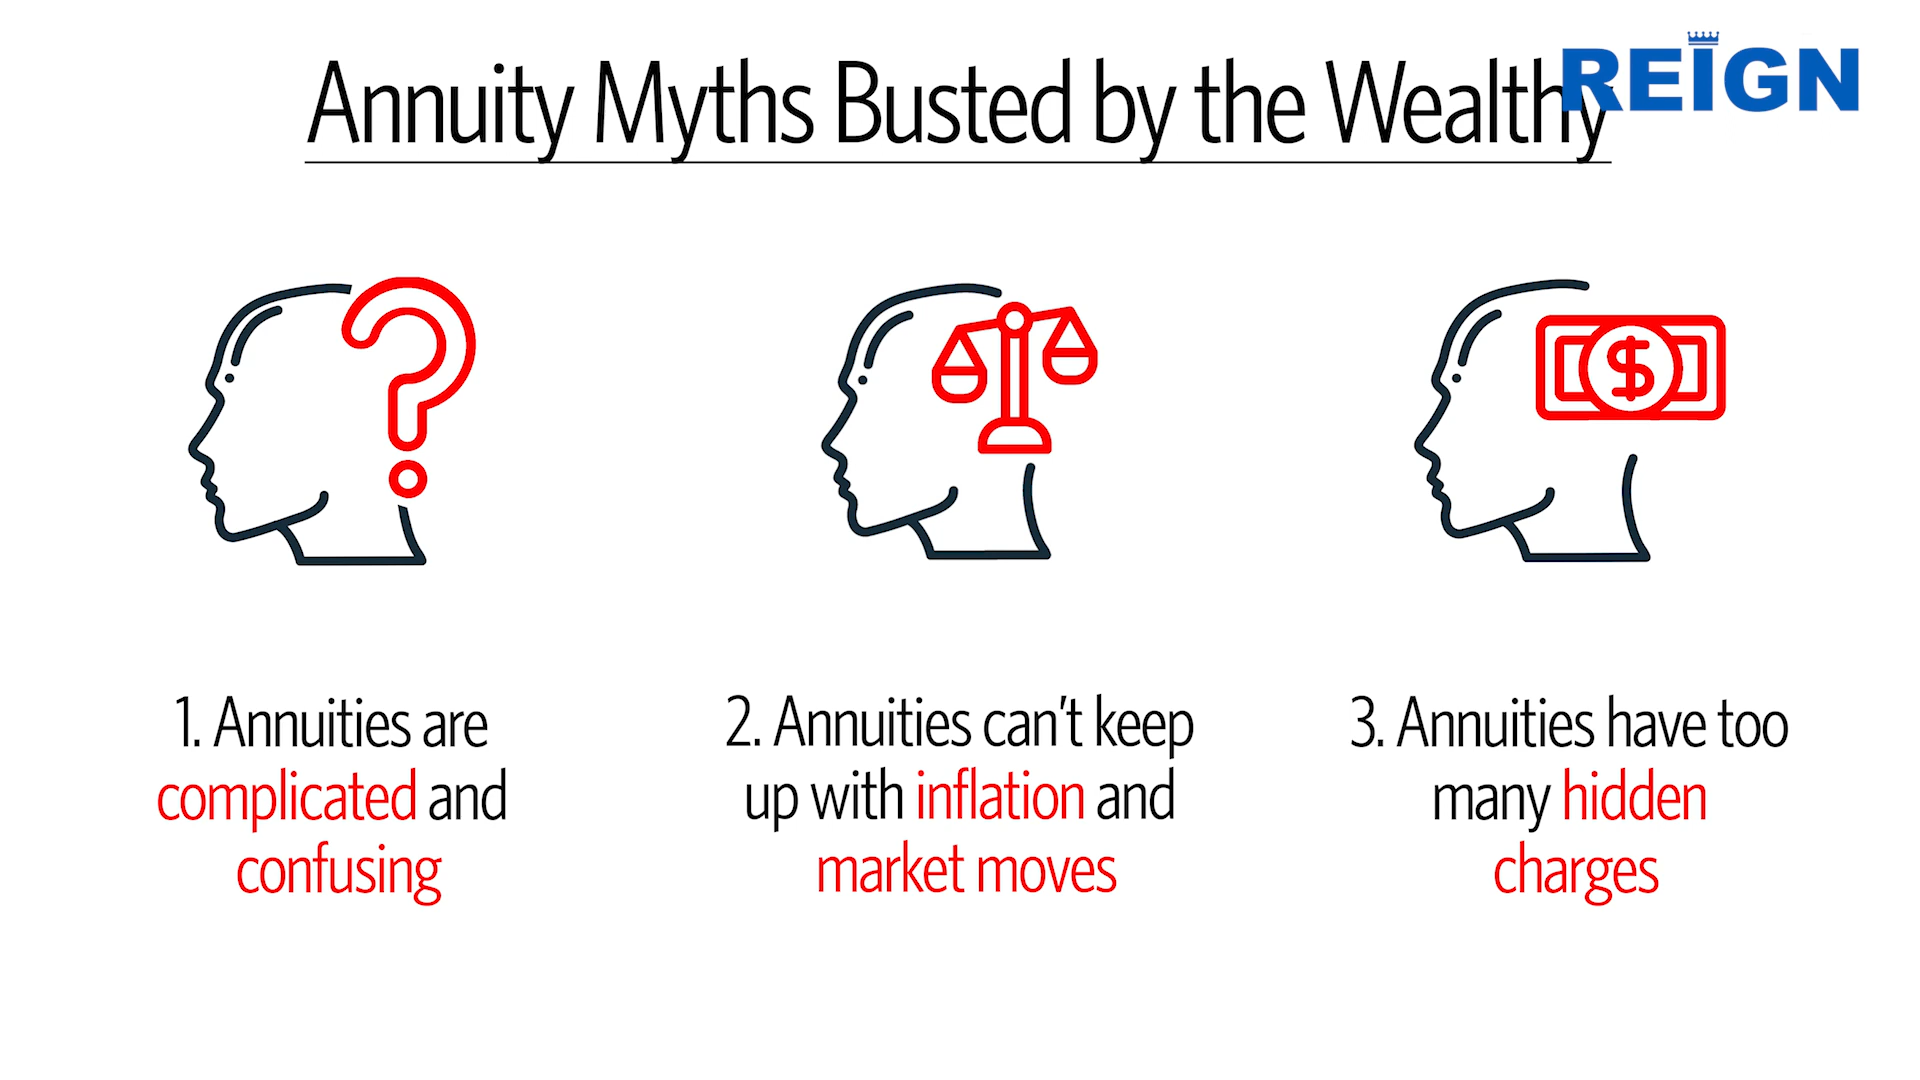 Annuity Myths Busted by the Wealthy
REIGN
1. Annuities are
complicated and
confusing
2. Annuities can't keep
up with inflation and
market moves
3. Annuities have too
many hidden
charges